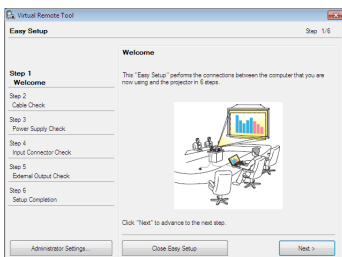 Virtual Remote Tool
Easy Setup
Step 1/6
Welcome
Step 1
Welcome
This "Easy Setup" performs the connections between the computer that you are
now using and the projector in 6 steps.
Step 2
Cable Check
Step 3
Power Supply Check
Step 4
Input Connector Check
Step 5
External Output Check
Step 6
Setup Completion
Click "Next" to advance to the next step.
Administrator Settings...
Close Easy Setup
Next >